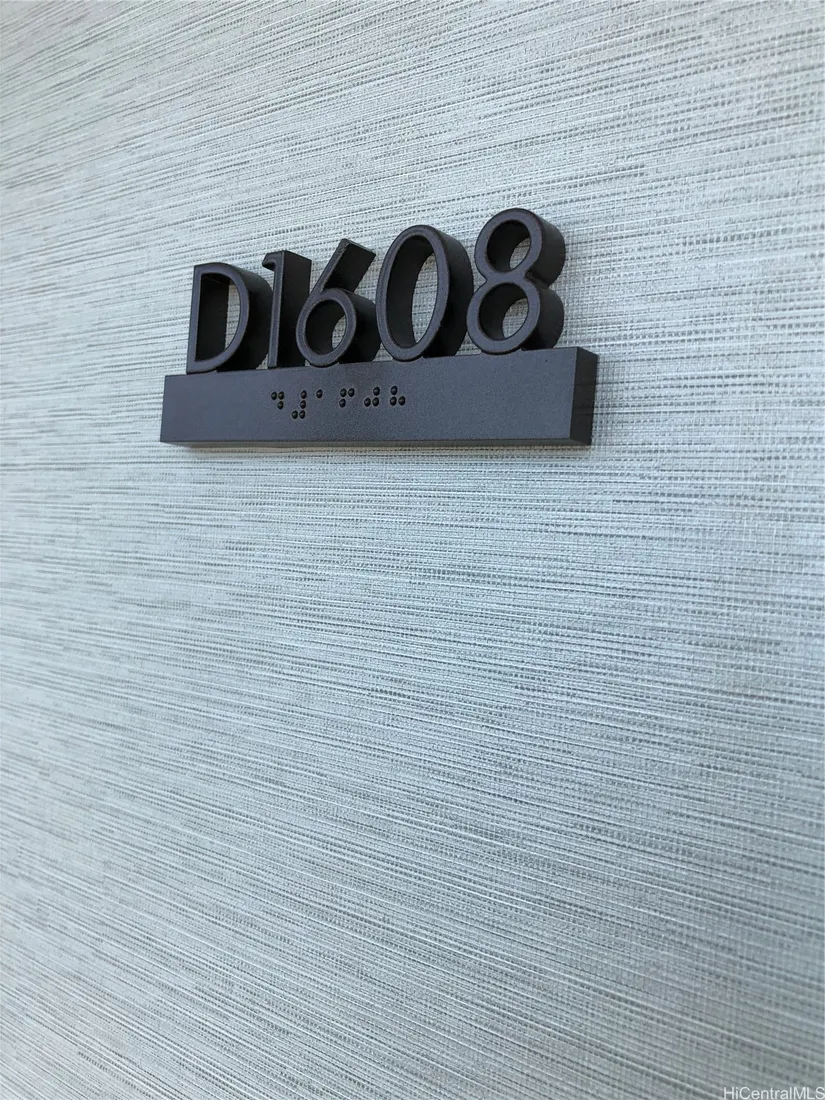 D1608
⠙⠼⠁⠋⠚⠓
HiCentralMLS